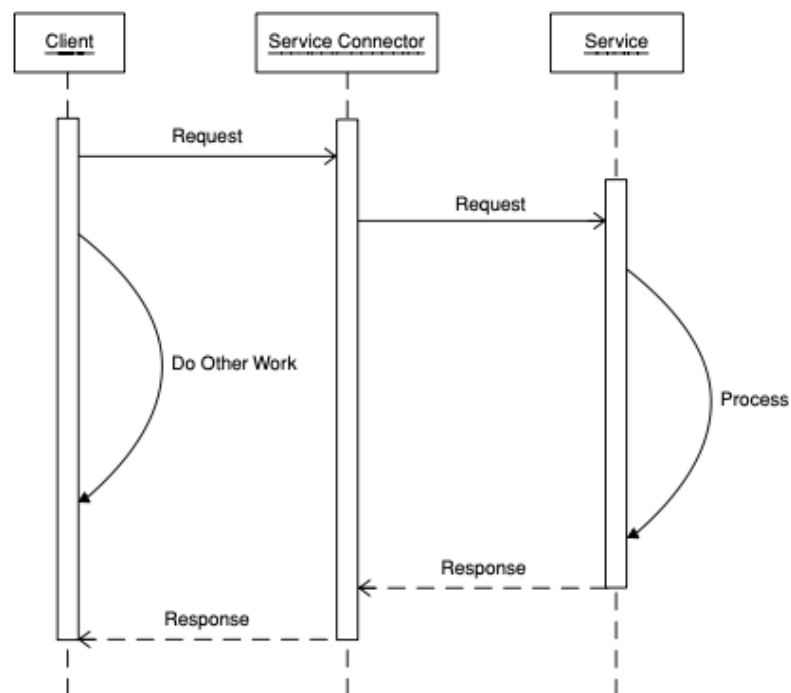 Client
Service Connector
Service
Request
Request
Do Other Work
Process
Response
Response